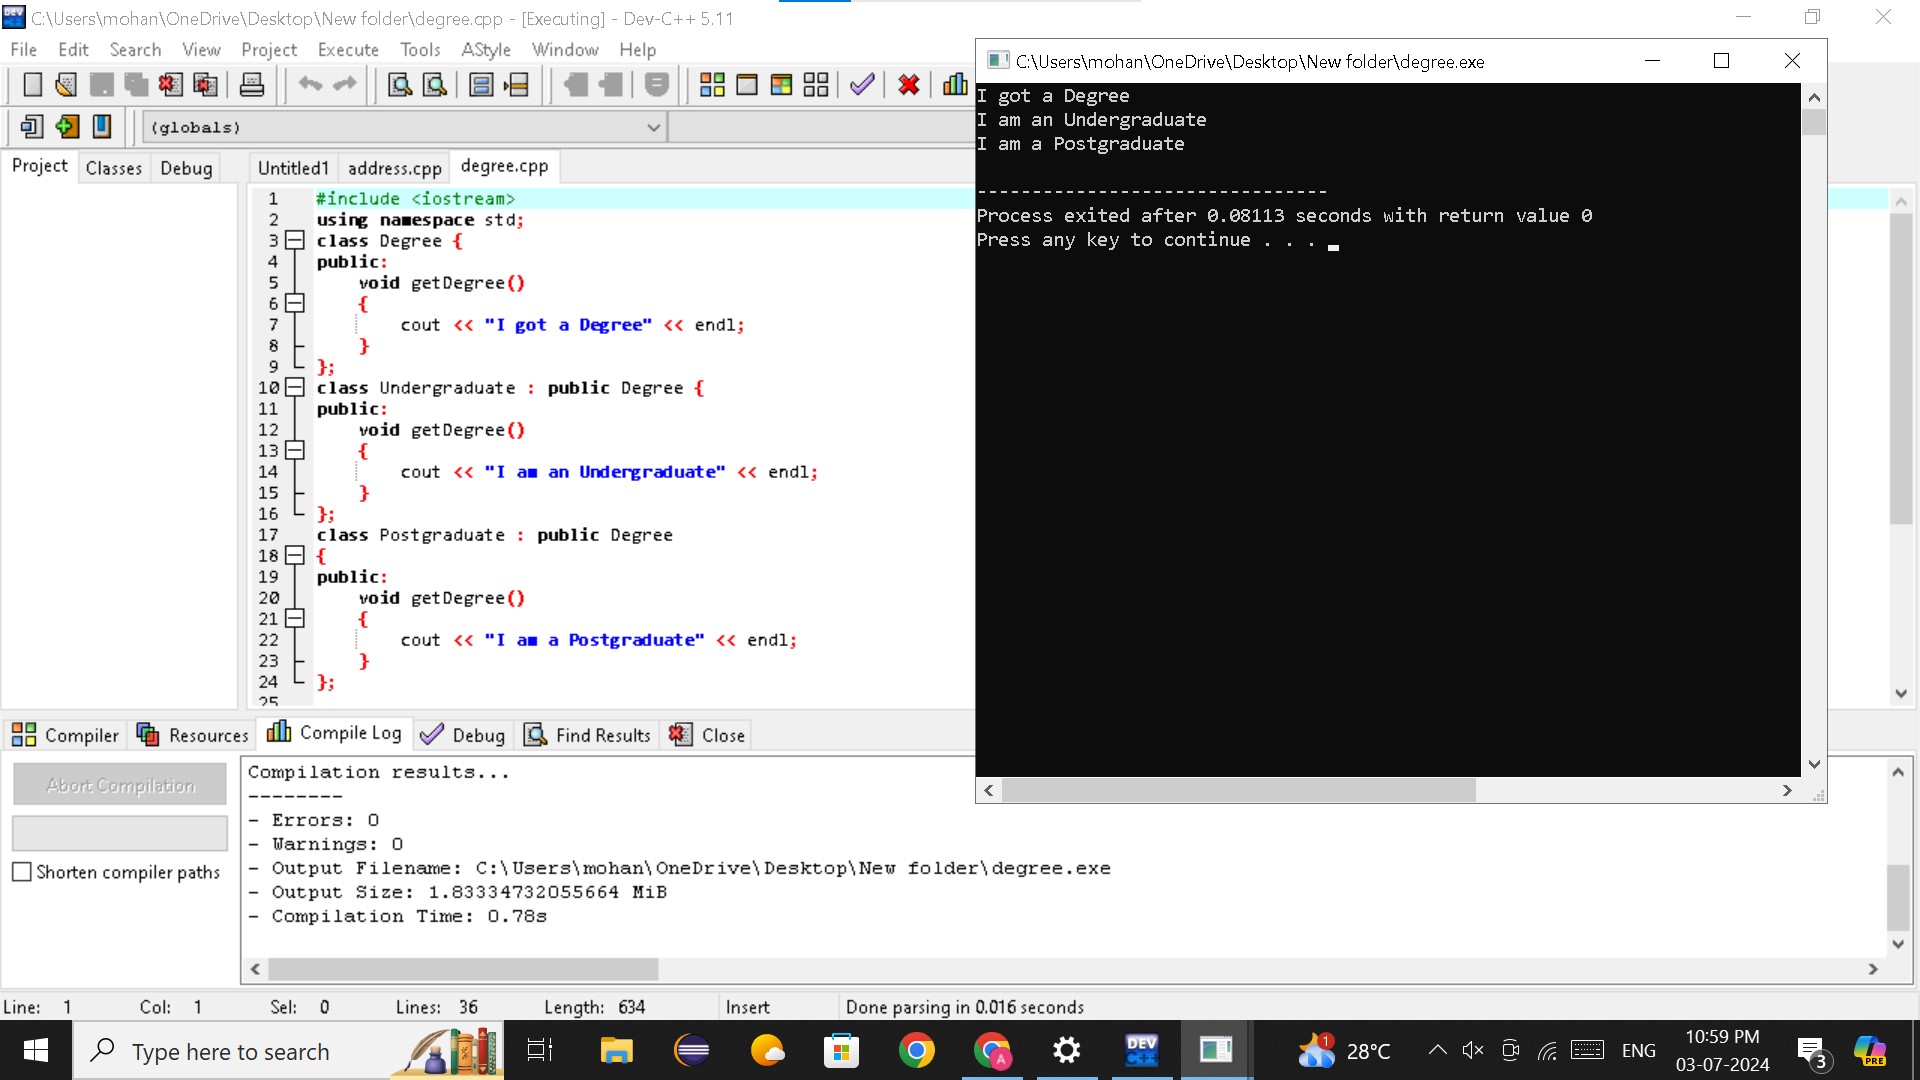 C:\Users\mohan\OneDrive\Desktop\New folder\degree.cpp - [Executing] - Dev-C++ 5.11
File Edit Search View Project Execute Tools AStyle Window Help
(globals)
Project Classes Debug
Untitled1 address.cpp degree.cpp
1 #include <iostream>
2 using namespace std;
3 class Degree {
4 public:
5 void getDegree()
6 {
7 cout << "I got a Degree" << endl;
8 }
9 };
10 class Undergraduate : public Degree {
11 public:
12 void getDegree()
13 {
14 cout << "I am an Undergraduate" << endl;
15 }
16 };
17 class Postgraduate : public Degree
18 {
19 public:
20 void getDegree()
21 {
22 cout << "I am a Postgraduate" << endl;
23 }
24 };
25
C:\Users\mohan\OneDrive\Desktop\New folder\degree.exe
I got a Degree
I am an Undergraduate
I am a Postgraduate
--------------------------------
Process exited after 0.08113 seconds with return value 0
Press any key to continue . . .
Compiler Resources Compile Log Debug Find Results Close
Abort Compilation
Shorten compiler paths
Compilation results...
--------
- Errors: 0
- Warnings: 0
- Output Filename: C:\Users\mohan\OneDrive\Desktop\New folder\degree.exe
- Output Size: 1.83334732055664 MiB
- Compilation Time: 0.78s
Line: 1 Col: 1 Sel: 0 Lines: 36 Length: 634 Insert Done parsing in 0.016 seconds
Type here to search
DEV C++
A
1
28°C
ENG
10:59 PM
03-07-2024
3
PRE